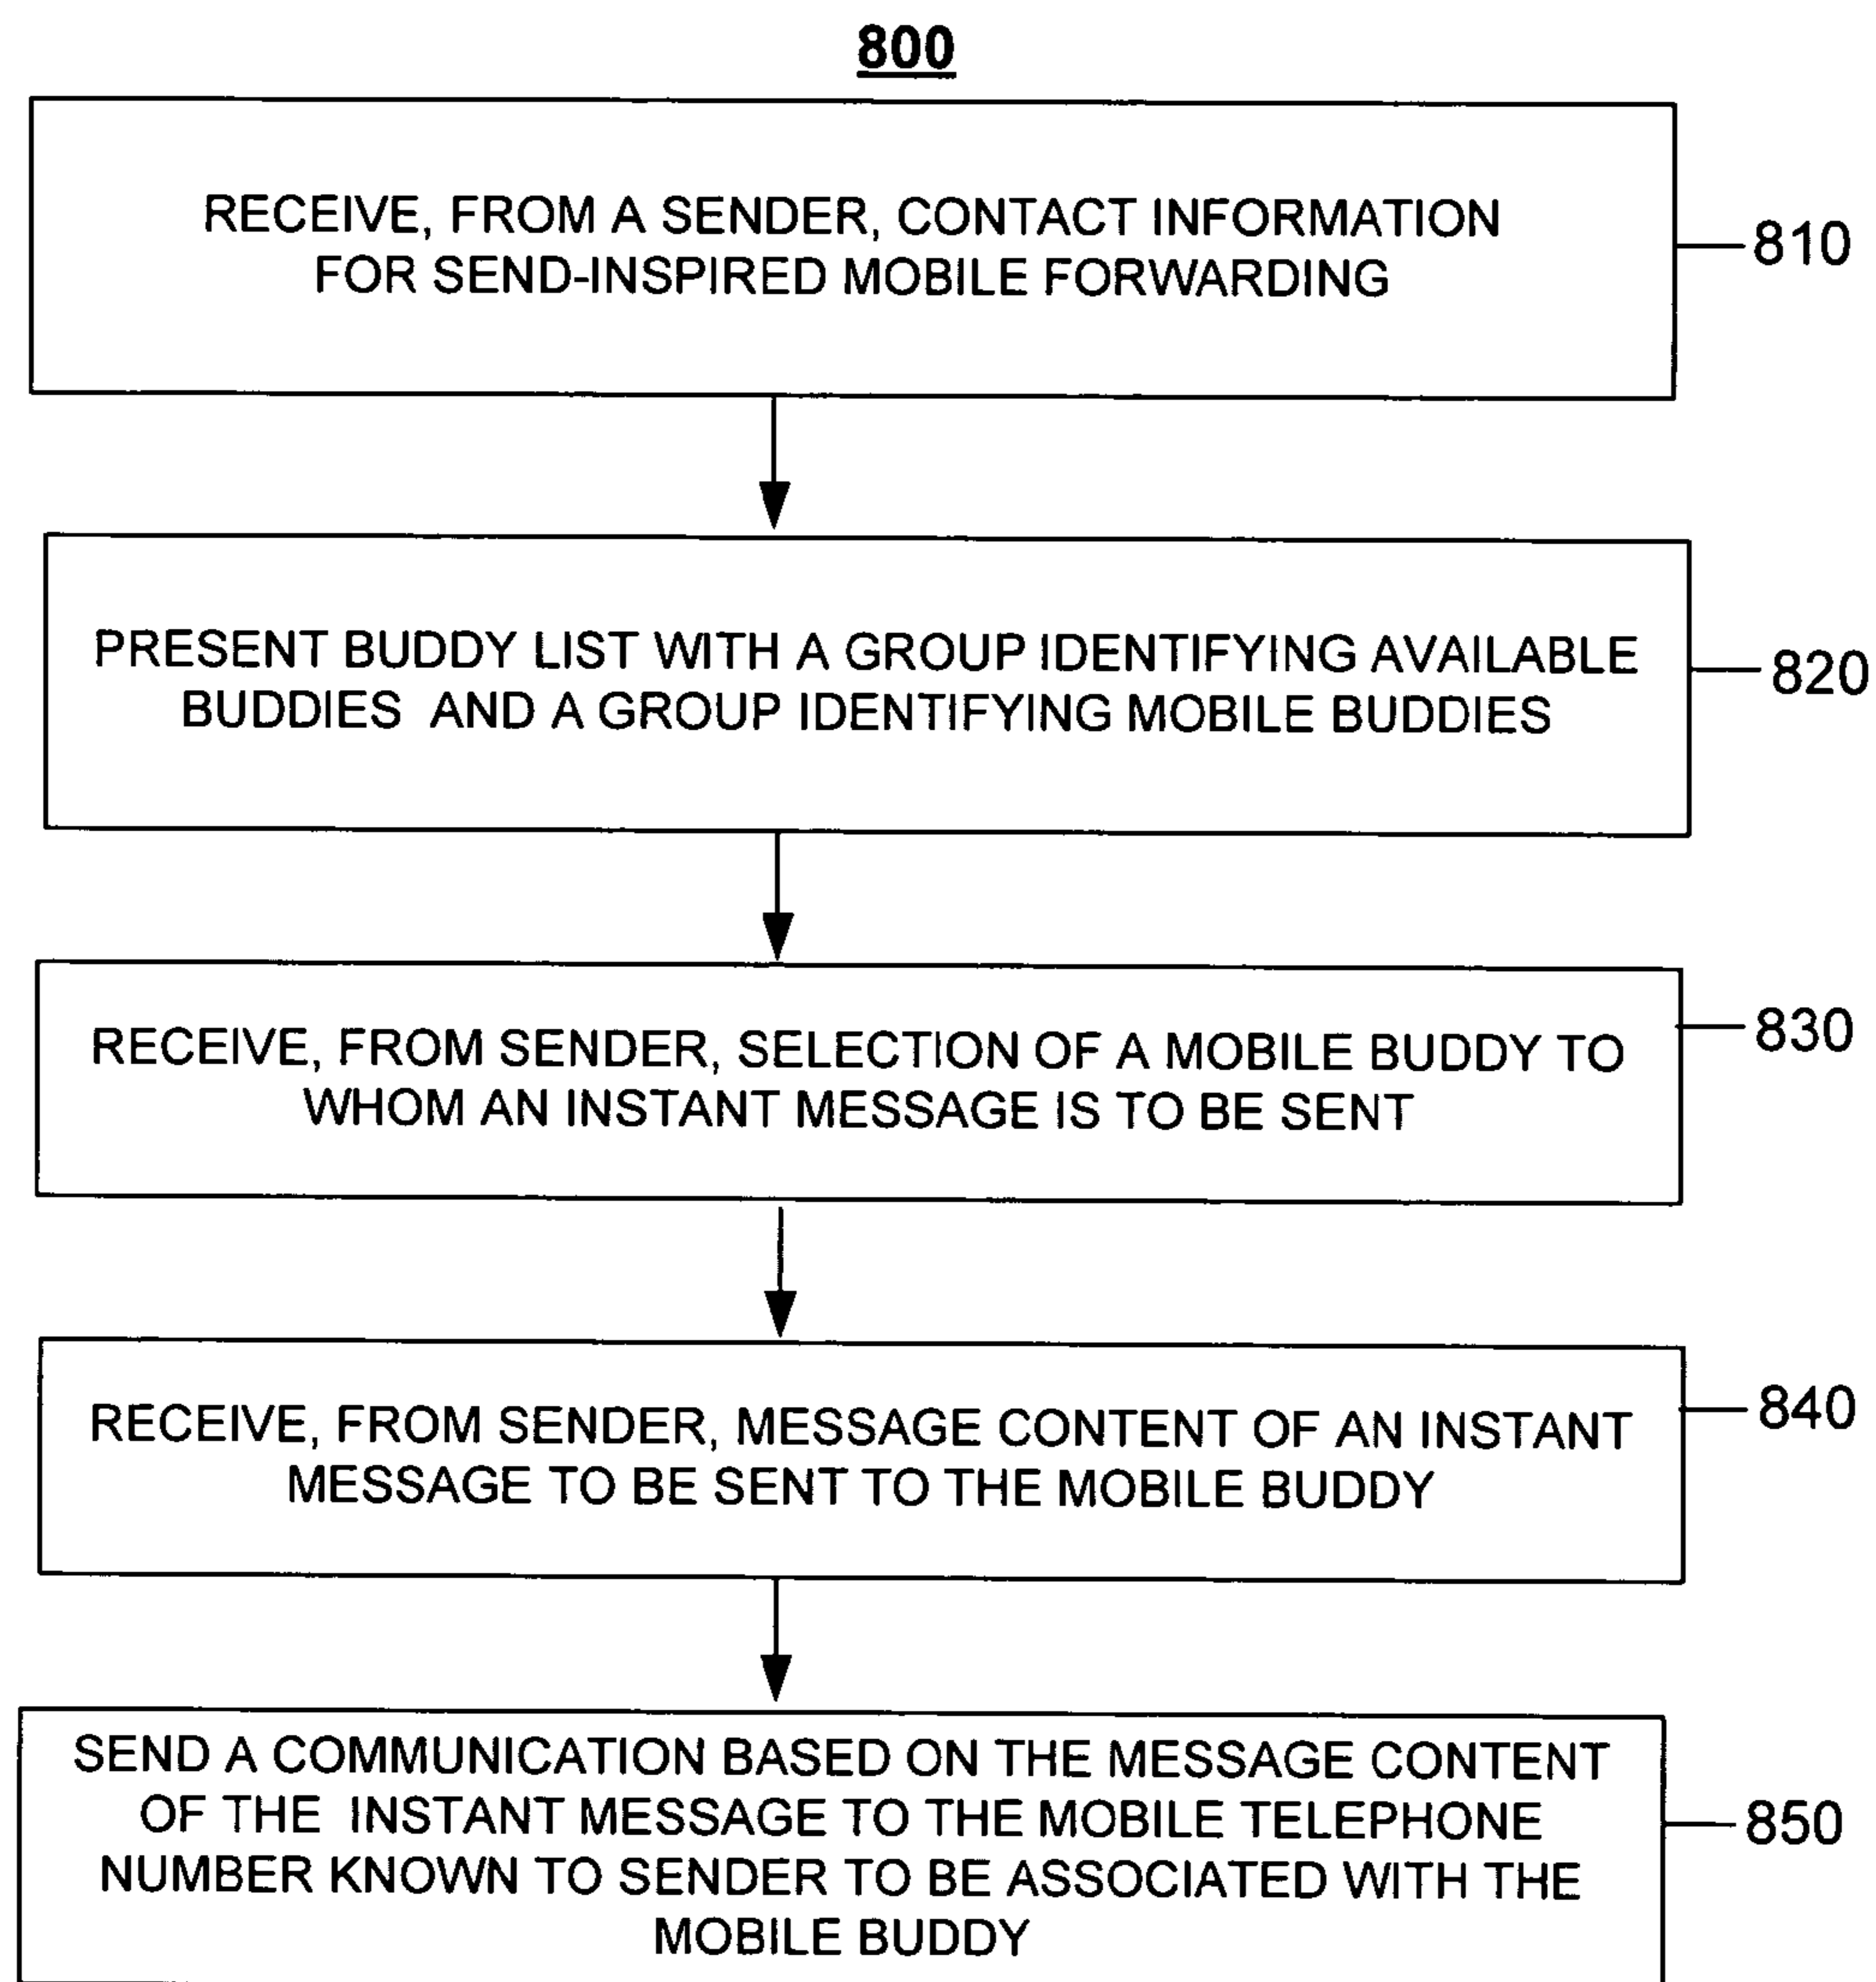 800
RECEIVE, FROM A SENDER, CONTACT INFORMATION
FOR SEND-INSPIRED MOBILE FORWARDING
810
PRESENT BUDDY LIST WITH A GROUP IDENTIFYING AVAILABLE
BUDDIES AND A GROUP IDENTIFYING MOBILE BUDDIES
820
RECEIVE, FROM SENDER, SELECTION OF A MOBILE BUDDY TO
WHOM AN INSTANT MESSAGE IS TO BE SENT
830
RECEIVE, FROM SENDER, MESSAGE CONTENT OF AN INSTANT
MESSAGE TO BE SENT TO THE MOBILE BUDDY
840
SEND A COMMUNICATION BASED ON THE MESSAGE CONTENT
OF THE INSTANT MESSAGE TO THE MOBILE TELEPHONE
NUMBER KNOWN TO SENDER TO BE ASSOCIATED WITH THE
MOBILE BUDDY
850